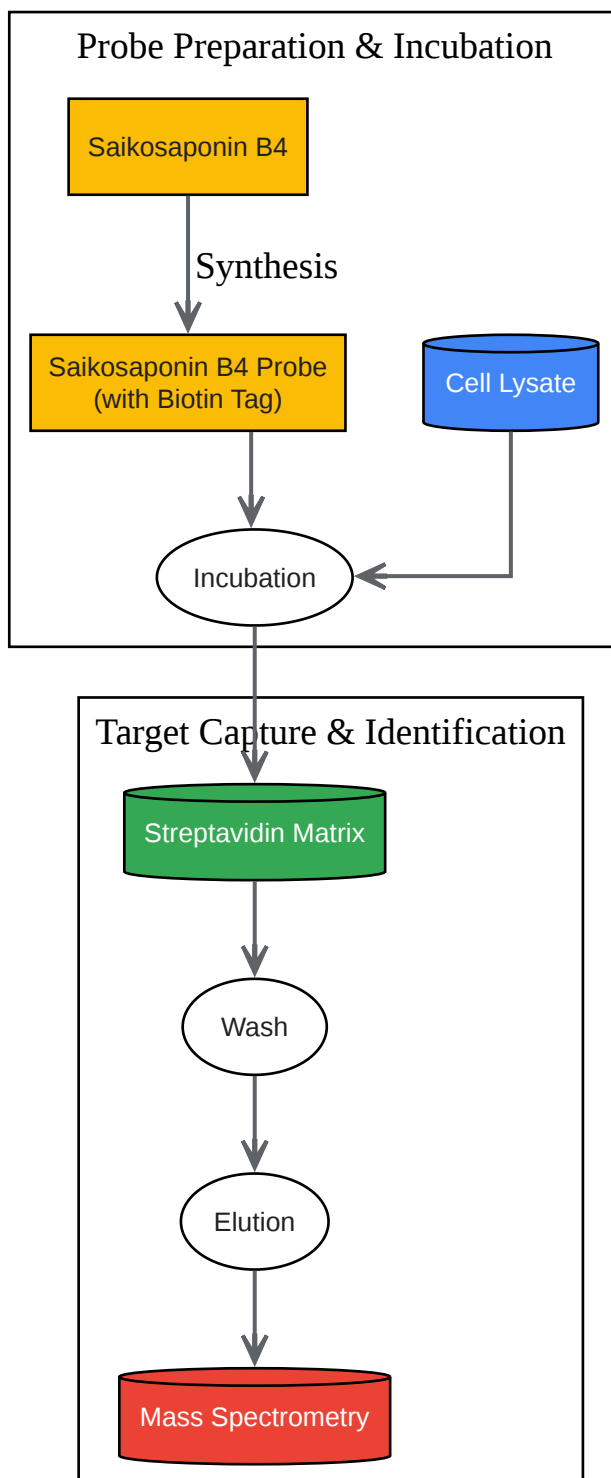 Probe Preparation & Incubation
Saikosaponin B4
Synthesis
Saikosaponin B4 Probe
(with Biotin Tag)
Cell Lysate
Incubation
Target Capture & Identification
Streptavidin Matrix
Wash
Elution
Mass Spectrometry